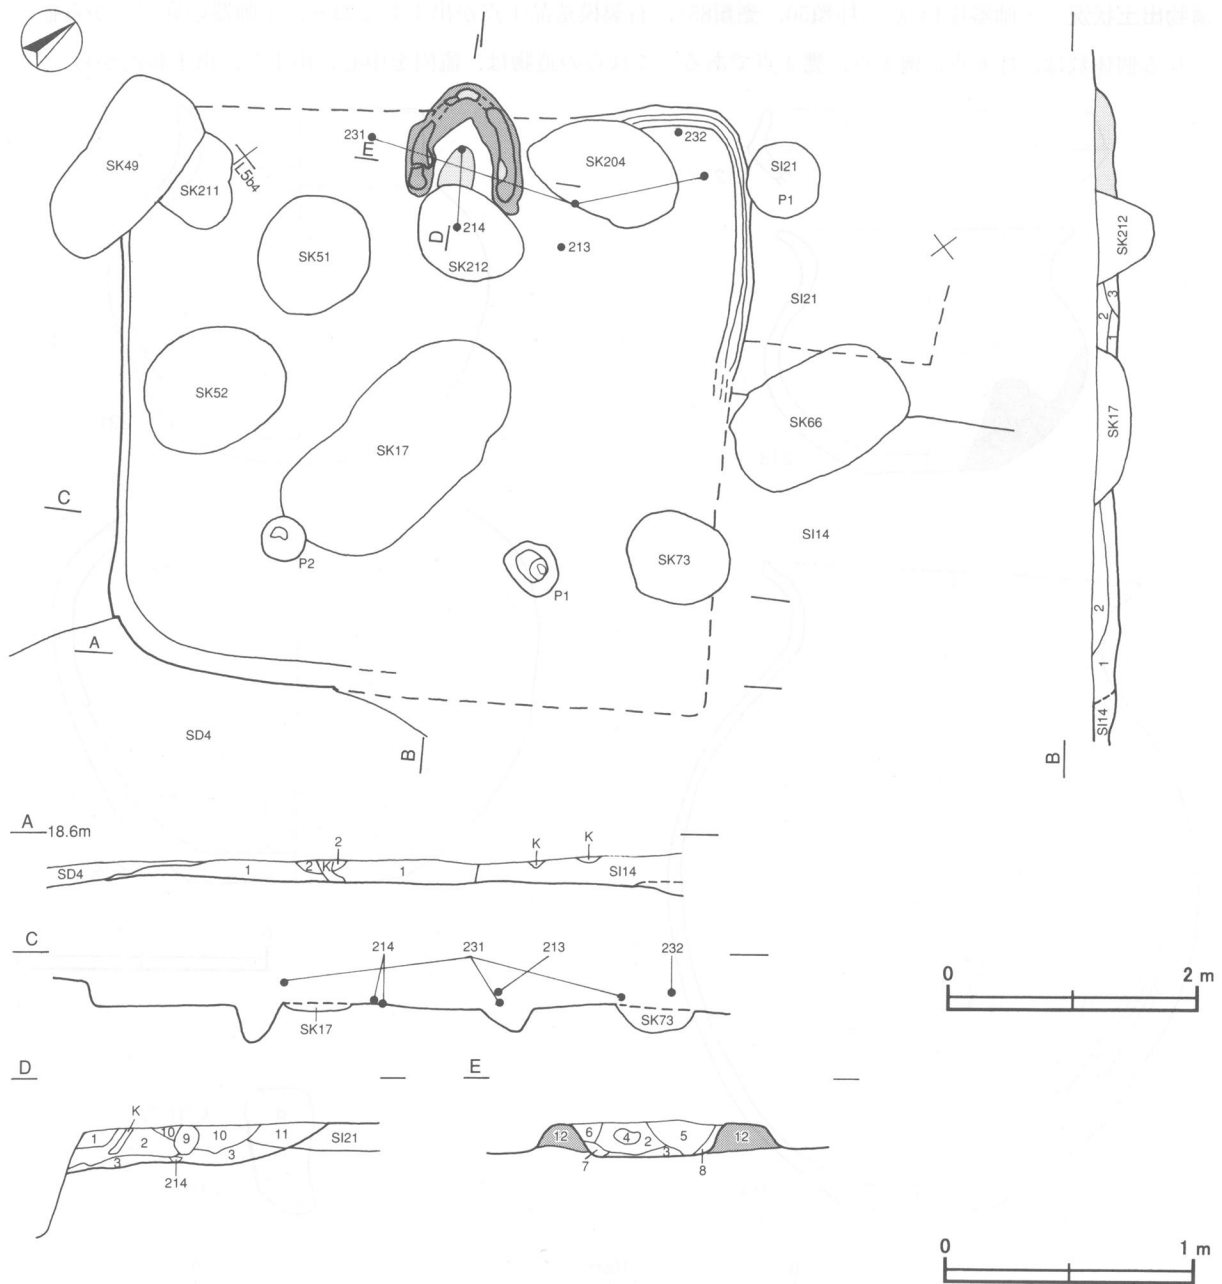 231
E
232
SK49
SK211
L5b4
SK204
SI21
P1
SK51
D
214
213
SK212
SI21
SK52
SK17
SK66
C
P2
P1
SK73
SI14
A
SD4
B
SK212
3
2
1
SK17
2
1
SI14
B
A
18.6m
2
K
K
SD4
1
2
K
1
SI14
C
214
231
213
232
SK17
SK73
0
2 m
D
E
K
1
2
10
9
10
11
SI21
3
3
214
12
6
4
2
5
12
7
3
8
0
1 m